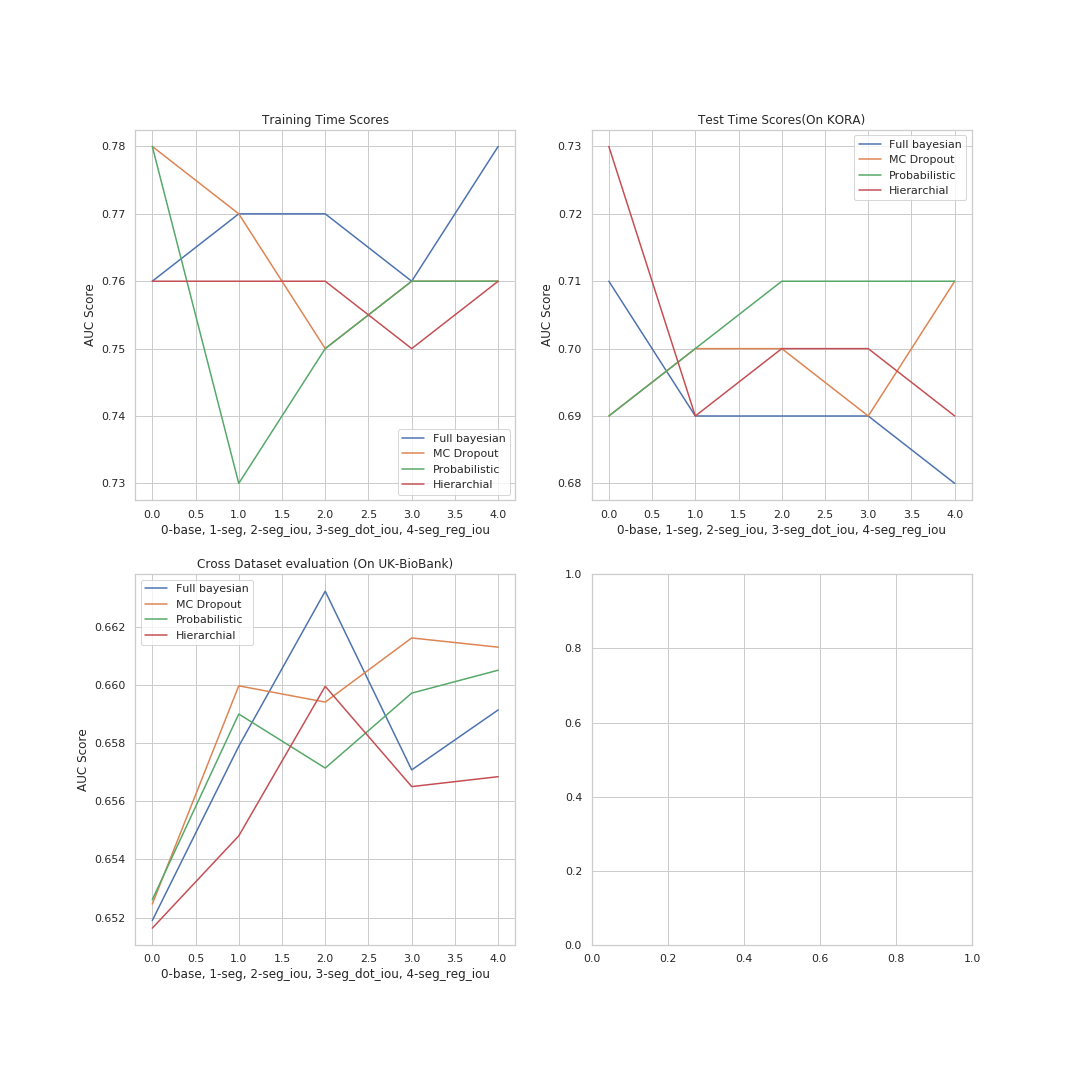 Training Time Scores
0.78
0.77
0.76
0.75
0.74
0.73
AUC Score
Full bayesian
MC Dropout
Probabilistic
Hierarchial
0.0 0.5 1.0 1.5 2.0 2.5 3.0 3.5 4.0
0-base, 1-seg, 2-seg_iou, 3-seg_dot_iou, 4-seg_reg_iou
Test Time Scores(On KORA)
0.73
0.72
0.71
0.70
0.69
0.68
AUC Score
Full bayesian
MC Dropout
Probabilistic
Hierarchial
0.0 0.5 1.0 1.5 2.0 2.5 3.0 3.5 4.0
0-base, 1-seg, 2-seg_iou, 3-seg_dot_iou, 4-seg_reg_iou
Cross Dataset evaluation (On UK-BioBank)
Full bayesian
MC Dropout
Probabilistic
Hierarchial
0.662
0.660
0.658
0.656
0.654
0.652
AUC Score
0.0 0.5 1.0 1.5 2.0 2.5 3.0 3.5 4.0
0-base, 1-seg, 2-seg_iou, 3-seg_dot_iou, 4-seg_reg_iou
1.0
0.8
0.6
0.4
0.2
0.0
0.0 0.2 0.4 0.6 0.8 1.0